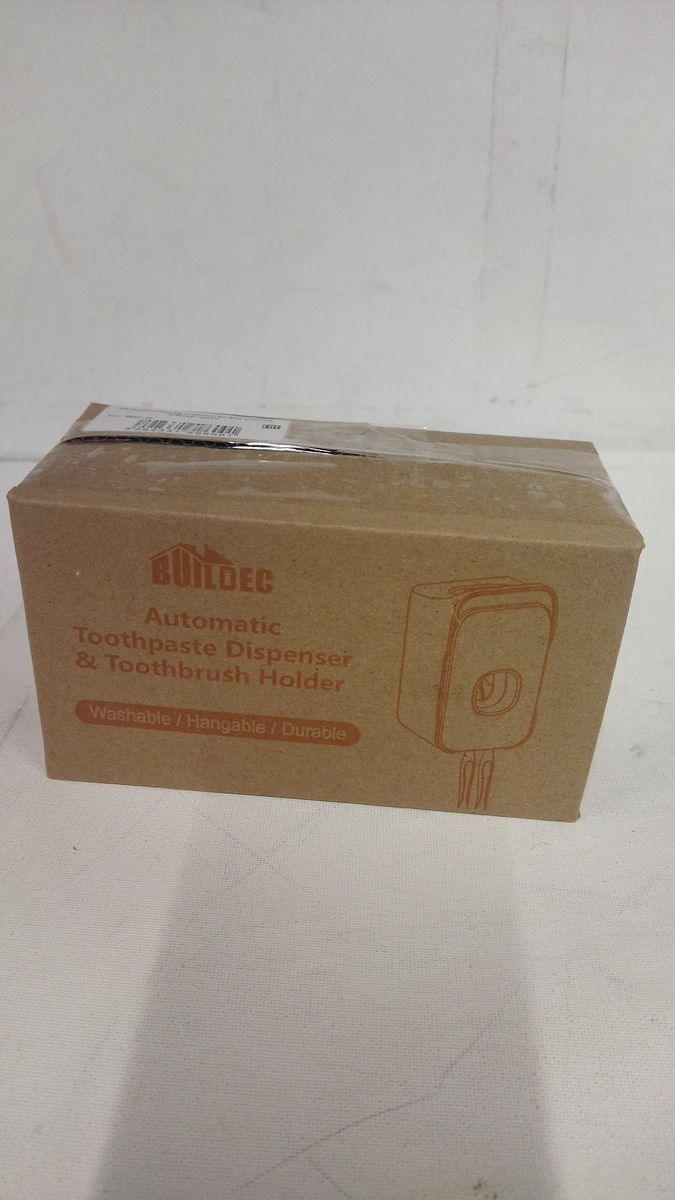 BUILDEC
Automatic
Toothpaste Dispenser
& Toothbrush Holder
Washable / Hangable / Durable